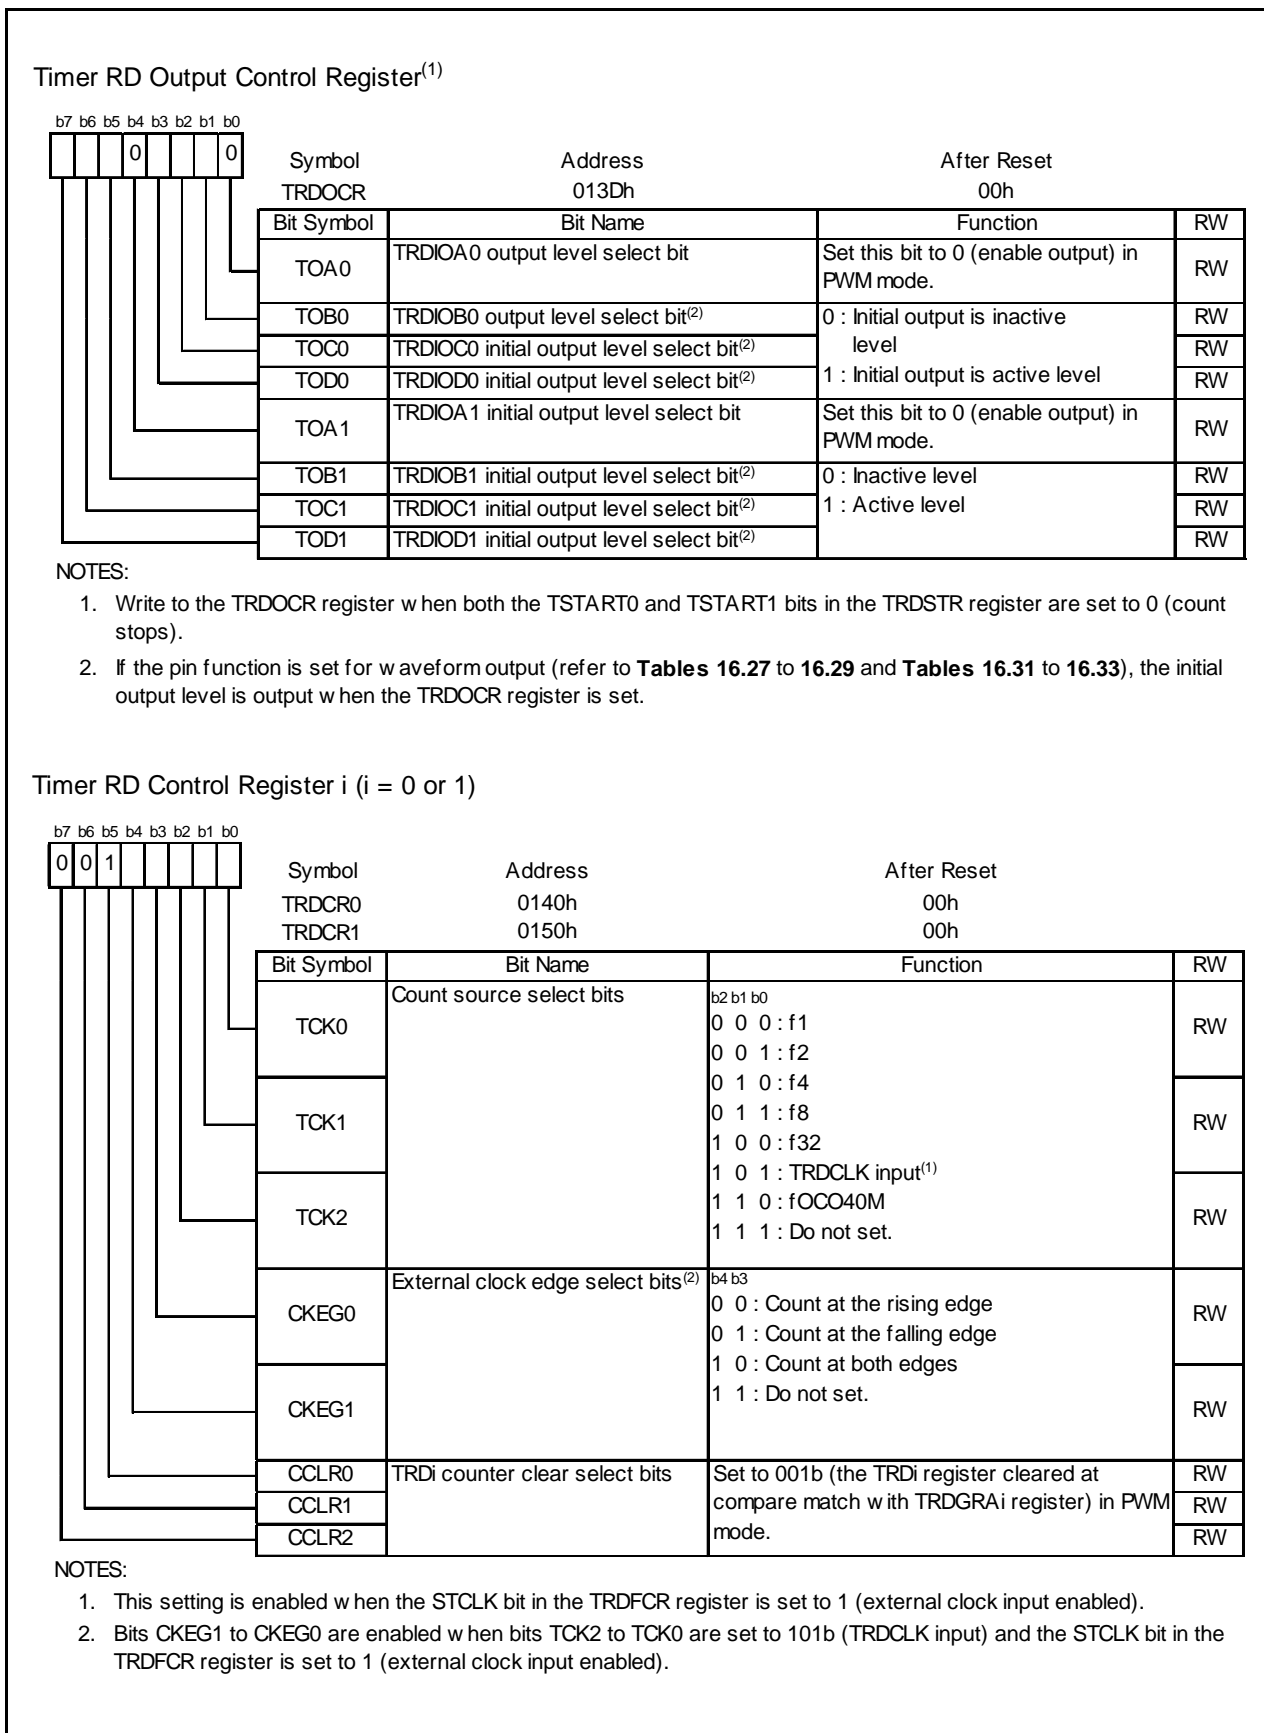 Timer RD Output Control Register(1)
b7 b6 b5 b4 b3 b2 b1 b0
0 0
Symbol Address After Reset
TRDOCR 013Dh 00h
Bit Symbol Bit Name Function RW
TOA0 TRDIOA0 output level select bit Set this bit to 0 (enable output) in PWM mode. RW
TOB0 TRDIOB0 output level select bit(2) 0 : Initial output is inactive RW
TOC0 TRDIOC0 initial output level select bit(2) level RW
TOD0 TRDIOD0 initial output level select bit(2) 1 : Initial output is active level RW
TOA1 TRDIOA1 initial output level select bit Set this bit to 0 (enable output) in PWM mode. RW
TOB1 TRDIOB1 initial output level select bit(2) 0 : Inactive level RW
TOC1 TRDIOC1 initial output level select bit(2) 1 : Active level RW
TOD1 TRDIOD1 initial output level select bit(2) RW
NOTES:
1. Write to the TRDOCR register when both the TSTART0 and TSTART1 bits in the TRDSTR register are set to 0 (count
stops).
2. If the pin function is set for waveform output (refer to Tables 16.27 to 16.29 and Tables 16.31 to 16.33), the initial
output level is output when the TRDOCR register is set.
Timer RD Control Register i (i = 0 or 1)
b7 b6 b5 b4 b3 b2 b1 b0
0 0 1
Symbol Address After Reset
TRDCR0 0140h 00h
TRDCR1 0150h 00h
Bit Symbol Bit Name Function RW
Count source select bits b2 b1 b0
TCK0 0 0 0 : f1 RW
0 0 1 : f2
0 1 0 : f4
TCK1 0 1 1 : f8 RW
1 0 0 : f32
1 0 1 : TRDCLK input(1)
TCK2 1 1 0 : fOCO40M RW
1 1 1 : Do not set.
External clock edge select bits(2) b4 b3
CKEG0 0 0 : Count at the rising edge RW
0 1 : Count at the falling edge
1 0 : Count at both edges
CKEG1 1 1 : Do not set. RW
CCLR0 TRDi counter clear select bits Set to 001b (the TRDi register cleared at RW
CCLR1 compare match with TRDGRAi register) in PWM RW
CCLR2 mode. RW
NOTES:
1. This setting is enabled when the STCLK bit in the TRDFCR register is set to 1 (external clock input enabled).
2. Bits CKEG1 to CKEG0 are enabled when bits TCK2 to TCK0 are set to 101b (TRDCLK input) and the STCLK bit in the
TRDFCR register is set to 1 (external clock input enabled).